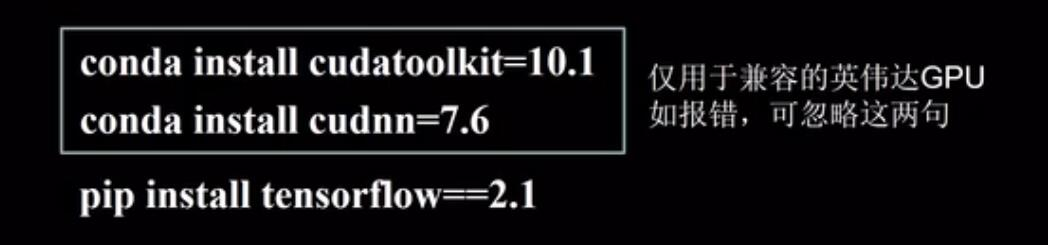 conda install cudatoolkit=10.1
conda install cudnn=7.6
仅用于兼容的英伟达GPU
如报错，可忽略这两句
pip install tensorflow==2.1